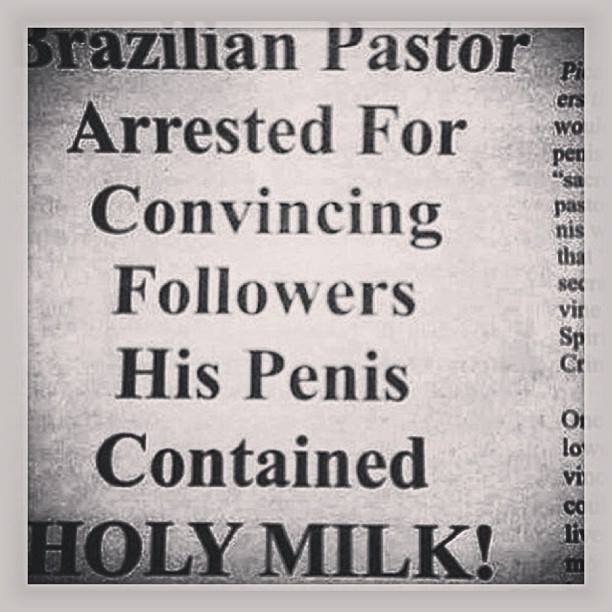 Brazilian Pastor
Arrested For
Convincing
Followers
His Penis
Contained
HOLY MILK!